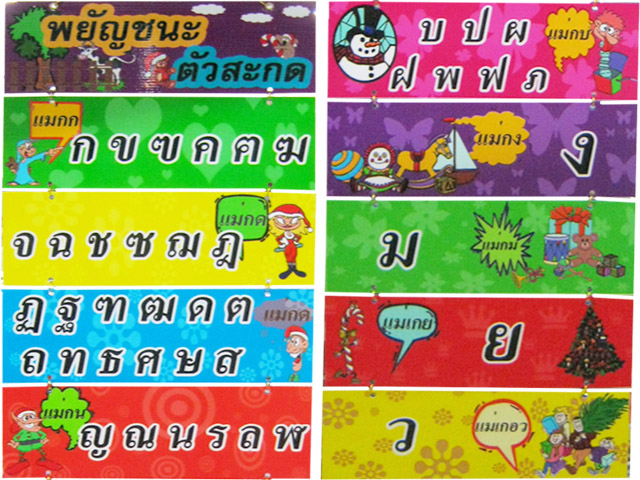 พยัญชนะ
ตัวสะกด
แม่กก
ก ข ฃ ค ฅ ฆ
แม่กด
จ ฉ ช ซ ฌ ฎ
แม่กด
ฏ ฐ ฑ ฒ ด ต
ถ ท ธ ศ ษ ส
แม่กน
ญ ณ น ร ล ฬ
บ ป ผ
แม่กบ
ฝ พ ฟ ภ
แม่กง
ง
ม
แม่กม
แม่เกย
ย
ว
แม่เกอว